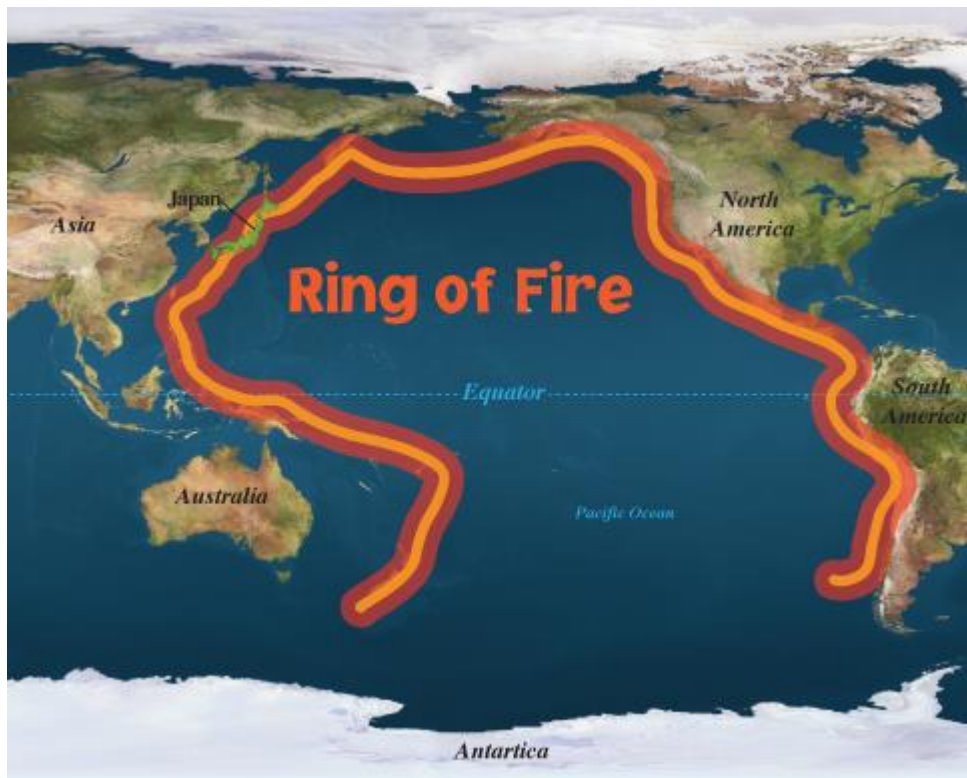 Japan
Asia
North
America
Ring of Fire
Equator
South
America
Australia
Pacific Ocean
Antartica